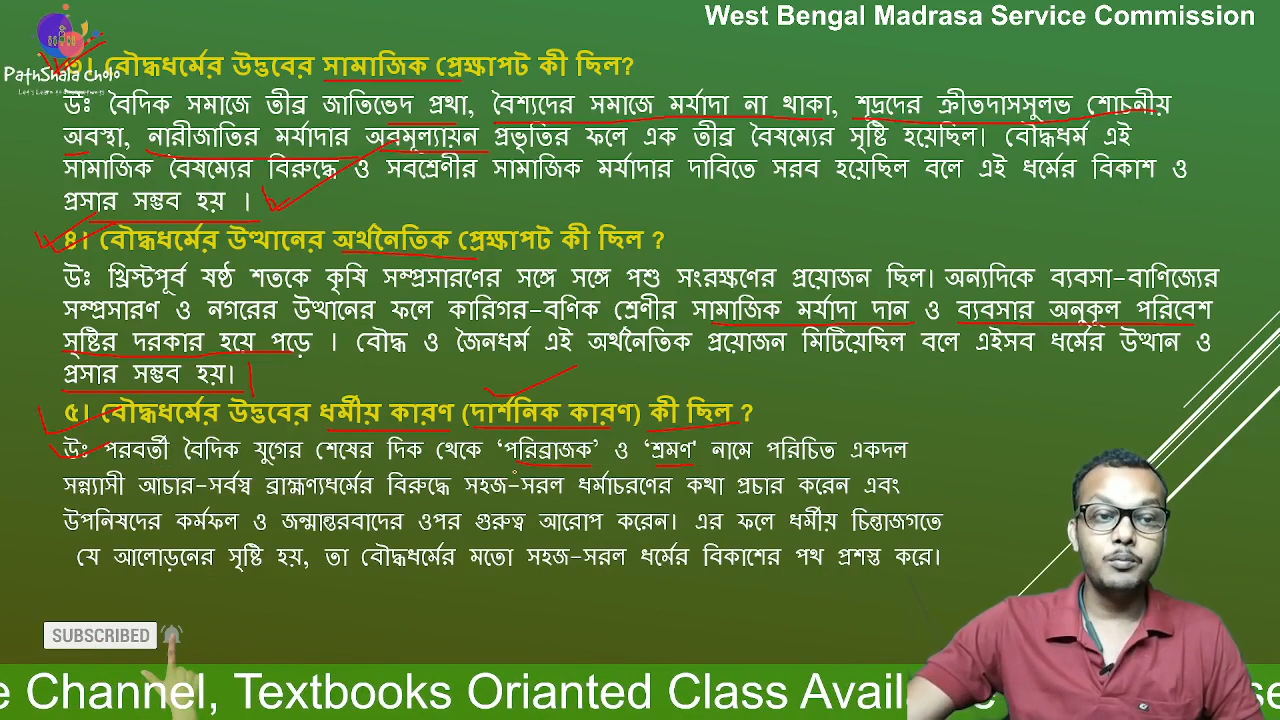 West Bengal Madrasa Service Commission
PathShala Cholo
৩। বৌদ্ধধর্মের উদ্ভবের সামাজিক প্রেক্ষাপট কী ছিল?
উঃ বৈদিক সমাজে তীব্র জাতিভেদ প্রথা, বৈশ্যদের সমাজে মর্যাদা না থাকা, শূদ্রদের ক্রীতদাসসুলভ শোচনীয়
অবস্থা, নারীজাতির মর্যাদার অবমূল্যায়ন প্রভৃতির ফলে এক তীব্র বৈষম্যের সৃষ্টি হয়েছিল। বৌদ্ধধর্ম এই
সামাজিক বৈষম্যের বিরুদ্ধে ও সবশ্রেণীর সামাজিক মর্যাদার দাবিতে সরব হয়েছিল বলে এই ধর্মের বিকাশ ও
প্রসার সম্ভব হয় ।
৪। বৌদ্ধধর্মের উত্থানের অর্থনৈতিক প্রেক্ষাপট কী ছিল ?
উঃ খ্রিস্টপূর্ব ষষ্ঠ শতকে কৃষি সম্প্রসারণের সঙ্গে সঙ্গে পশু সংরক্ষণের প্রয়োজন ছিল। অন্যদিকে ব্যবসা-বাণিজ্যের
সম্প্রসারণ ও নগরের উত্থানের ফলে কারিগর-বণিক শ্রেণীর সামাজিক মর্যাদা দান ও ব্যবসার অনুকূল পরিবেশ
সৃষ্টির দরকার হয়ে পড়ে । বৌদ্ধ ও জৈনধর্ম এই অর্থনৈতিক প্রয়োজন মিটিয়েছিল বলে এইসব ধর্মের উত্থান ও
প্রসার সম্ভব হয়।
৫। বৌদ্ধধর্মের উদ্ভবের ধর্মীয় কারণ (দার্শনিক কারণ) কী ছিল ?
উঃ পরবর্তী বৈদিক যুগের শেষের দিক থেকে ‘পরিব্রাজক’ ও ‘শ্রমণ' নামে পরিচিত একদল
সন্ন্যাসী আচার-সর্বস্ব ব্রাহ্মণ্যধর্মের বিরুদ্ধে সহজ-সরল ধর্মাচরণের কথা প্রচার করেন এবং
উপনিষদের কর্মফল ও জন্মান্তরবাদের ওপর গুরুত্ব আরোপ করেন। এর ফলে ধর্মীয় চিন্তাজগতে
যে আলোড়নের সৃষ্টি হয়, তা বৌদ্ধধর্মের মতো সহজ-সরল ধর্মের বিকাশের পথ প্রশস্ত করে।
SUBSCRIBED
e Channel, Textbooks Orianted Class Availa